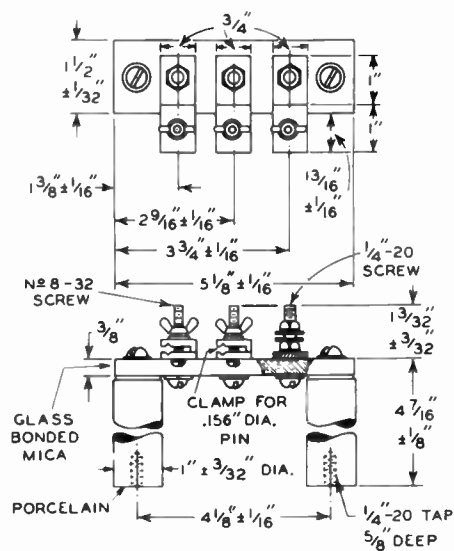 3/4"
1 1/2"
± 1/32"
1"
1"
1 3/8" ± 1/16"
13/16"
± 1/16"
2 9/16" ± 1/16"
3 3/4" ± 1/16"
1/4"-20
SCREW
5 1/8" ± 1/16"
Nº 8-32
SCREW
3/8"
1 3/32"
± 3/32"
CLAMP FOR
.156" DIA.
PIN
GLASS
BONDED
MICA
4 7/16"
± 1/8"
1" ± 3/32" DIA.
PORCELAIN
4 1/8" ± 1/16"
1/4"-20 TAP
5/8" DEEP